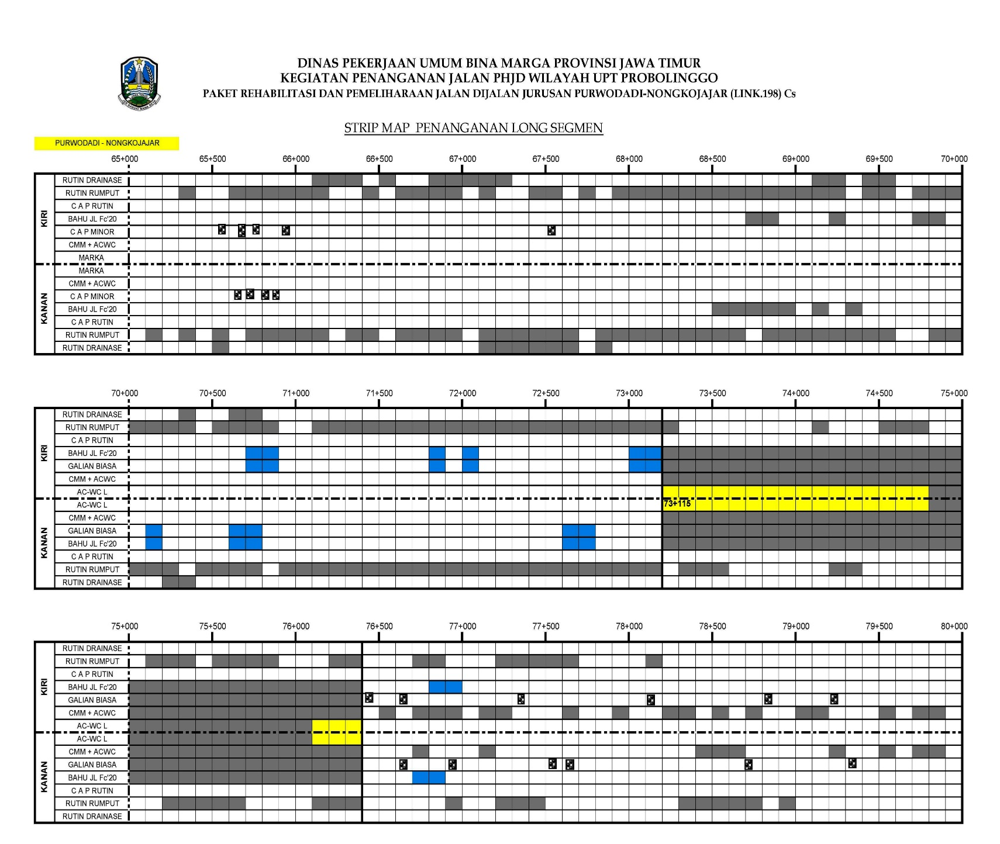 DINAS PEKERJAAN UMUM BINA MARGA PROVINSI JAWA TIMUR
KEGIATAN PENANGANAN JALAN PHJD WILAYAH UPT PROBOLINGGO
PAKET REHABILITASI DAN PEMELIHARAAN JALAN DIJALAN JURUSAN PURWODADI-NONGKOJAJAR (LINK.198) Cs
STRIP MAP PENANGANAN LONG SEGMEN
PURWODADI - NONGKOJAJAR
65+000 65+500 66+000 66+500 67+000 67+500 68+000 68+500 69+000 69+500 70+000
KIRI
RUTIN DRAINASE
RUTIN RUMPUT
C A P RUTIN
BAHU JL Fc'20
C A P MINOR
CMM + ACWC
MARKA
KANAN
MARKA
CMM + ACWC
C A P MINOR
BAHU JL Fc'20
C A P RUTIN
RUTIN RUMPUT
RUTIN DRAINASE
70+000 70+500 71+000 71+500 72+000 72+500 73+000 73+500 74+000 74+500 75+000
KIRI
RUTIN DRAINASE
RUTIN RUMPUT
C A P RUTIN
BAHU JL Fc'20
GALIAN BIASA
CMM + ACWC
AC-WC L
KANAN
AC-WC L
73+115
CMM + ACWC
GALIAN BIASA
BAHU JL Fc'20
C A P RUTIN
RUTIN RUMPUT
RUTIN DRAINASE
75+000 75+500 76+000 76+500 77+000 77+500 78+000 78+500 79+000 79+500 80+000
KIRI
RUTIN DRAINASE
RUTIN RUMPUT
C A P RUTIN
BAHU JL Fc'20
GALIAN BIASA
CMM + ACWC
AC-WC L
KANAN
AC-WC L
CMM + ACWC
GALIAN BIASA
BAHU JL Fc'20
C A P RUTIN
RUTIN RUMPUT
RUTIN DRAINASE